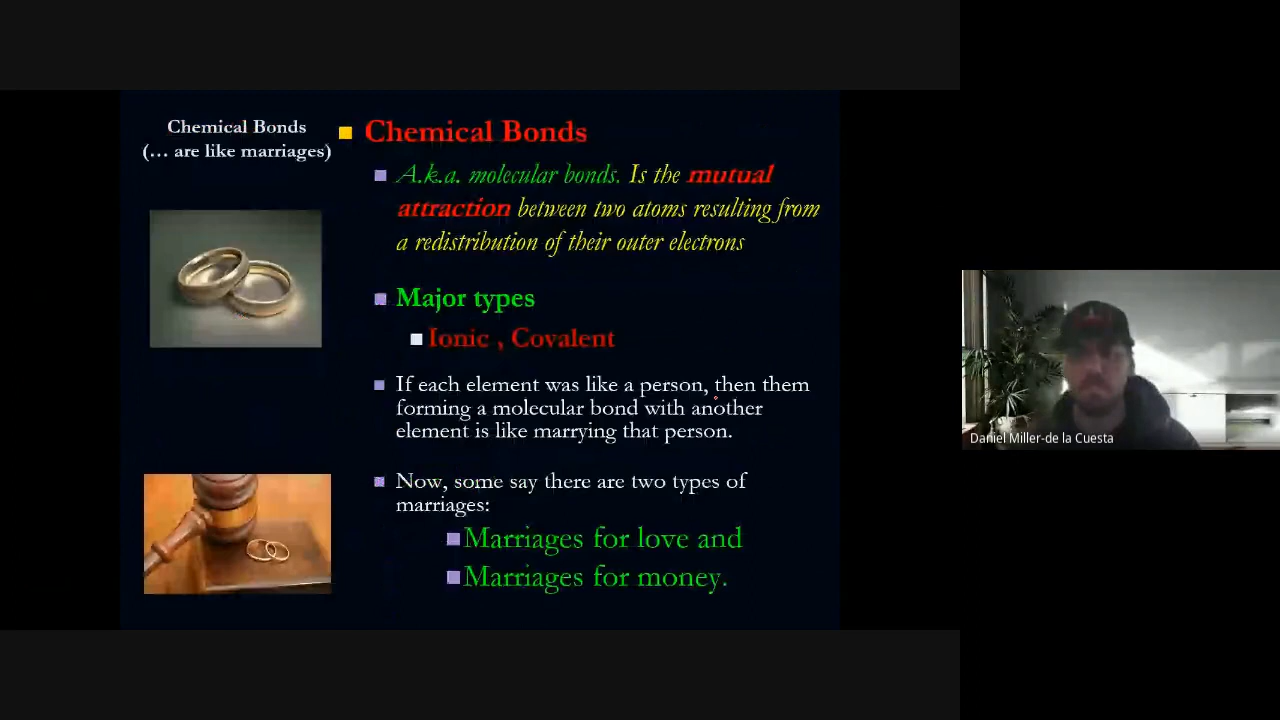 Chemical Bonds
(... are like marriages)
Chemical Bonds
A.k.a. molecular bonds. Is the mutual
attraction between two atoms resulting from
a redistribution of their outer electrons
Major types
Ionic , Covalent
If each element was like a person, then them
forming a molecular bond with another
element is like marrying that person.
Now, some say there are two types of
marriages:
Marriages for love and
Marriages for money.
Daniel Miller-de la Cuesta